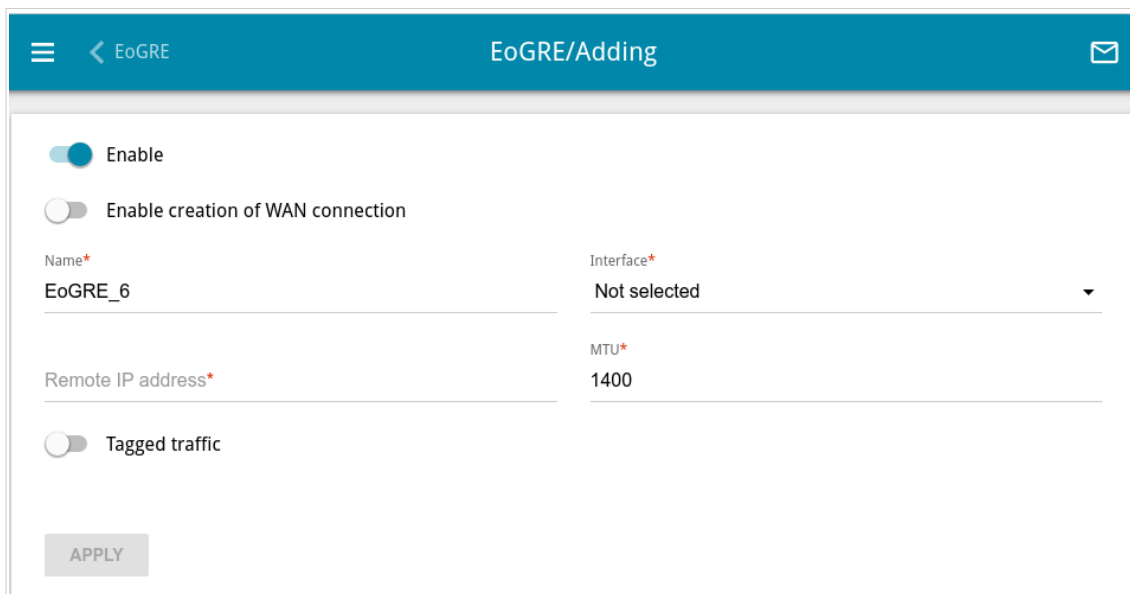 EoGRE
EoGRE/Adding
Enable
Enable creation of WAN connection
Name*
Interface*
EoGRE_6
Not selected
MTU*
Remote IP address*
1400
Tagged traffic
APPLY